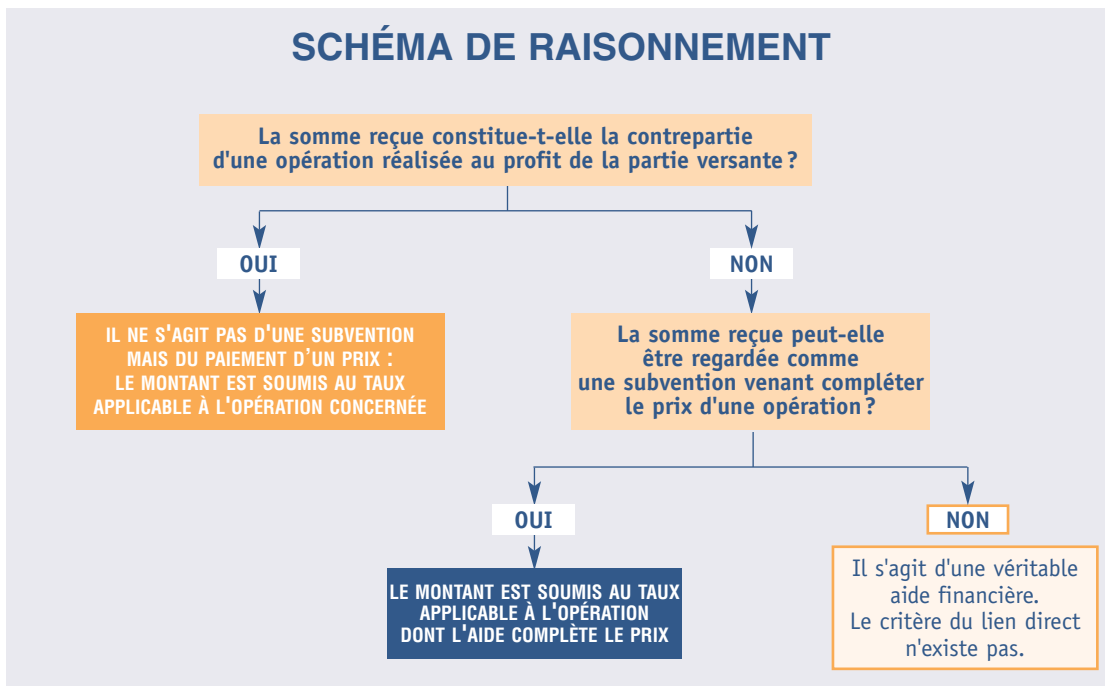 SCHÉMA DE RAISONNEMENT
La somme reçue constitue-t-elle la contrepartie
d'une opération réalisée au profit de la partie versante ?
OUI
NON
IL NE S'AGIT PAS D'UNE SUBVENTION
MAIS DU PAIEMENT D'UN PRIX :
LE MONTANT EST SOUMIS AU TAUX
APPLICABLE À L'OPÉRATION CONCERNÉE
La somme reçue peut-elle
être regardée comme
une subvention venant compléter
le prix d'une opération ?
OUI
NON
LE MONTANT EST SOUMIS AU TAUX
APPLICABLE À L'OPÉRATION
DONT L'AIDE COMPLÈTE LE PRIX
Il s'agit d'une véritable
aide financière.
Le critère du lien direct
n'existe pas.